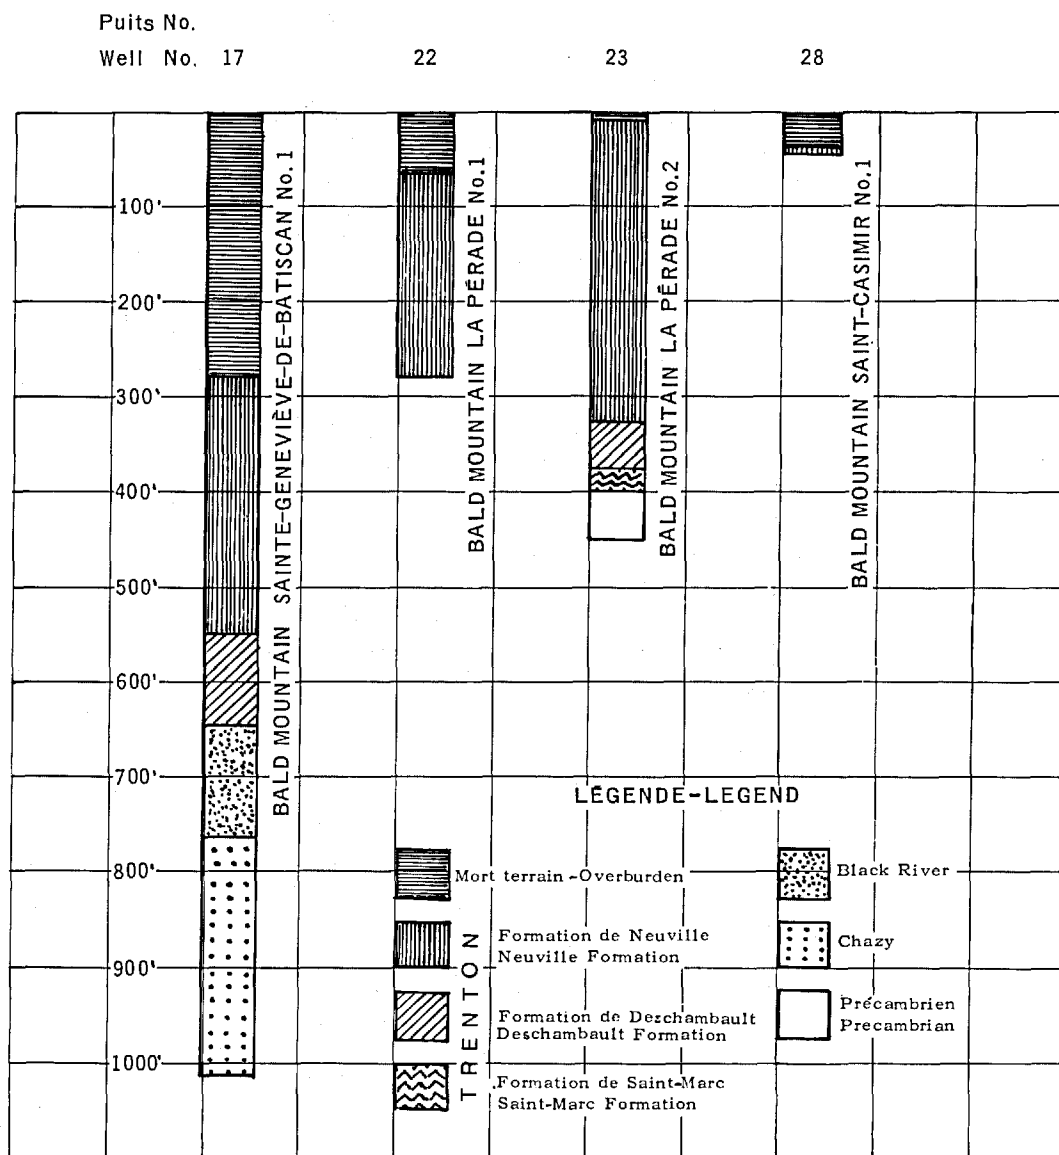 Puits No.
Well No. 17 22 23 28
BALD MOUNTAIN SAINTE-GENEVIÈVE-DE-BATISCAN No.1
BALD MOUNTAIN LA PÉRADE No.1
BALD MOUNTAIN LA PÉRADE No.2
BALD MOUNTAIN SAINT-CASIMIR No.1
100'
200'
300'
400'
500'
600'
700'
800'
900'
1000'
LÉGENDE-LEGEND
Mort terrain-Overburden
TRENTON
Formation de Neuville
Neuville Formation
Formation de Deschambault
Deschambault Formation
Formation de Saint-Marc
Saint-Marc Formation
Black River
Chazy
Précambrien
Precambrian